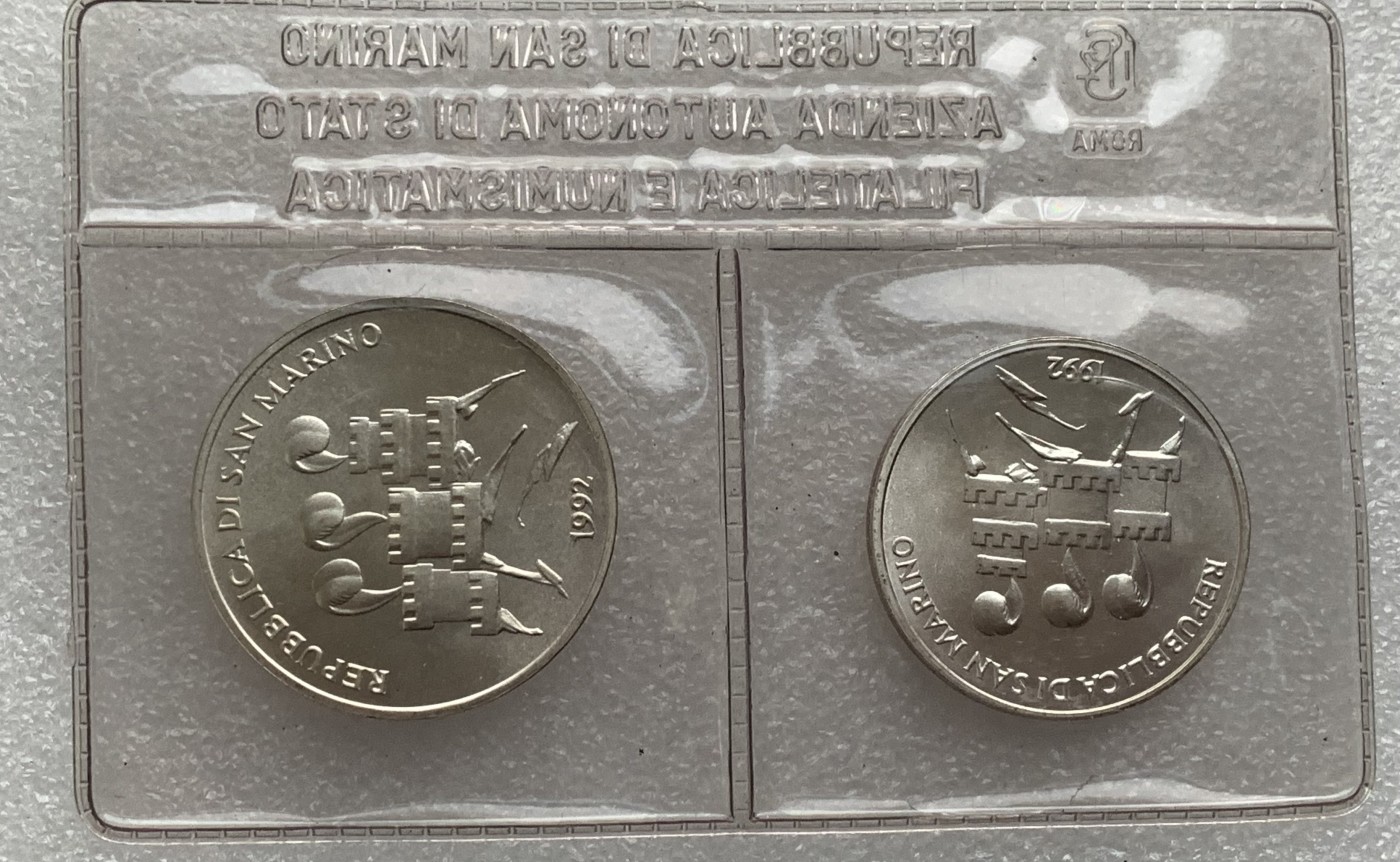 REPUBBLICA DI SAN MARINO
AZIENDA AUTONOMA DI STATO
FILATELICA E NUMISMATICA
ROMA
REPUBBLICA DI SAN MARINO
1992
1992
REPUBBLICA DI SAN MARINO